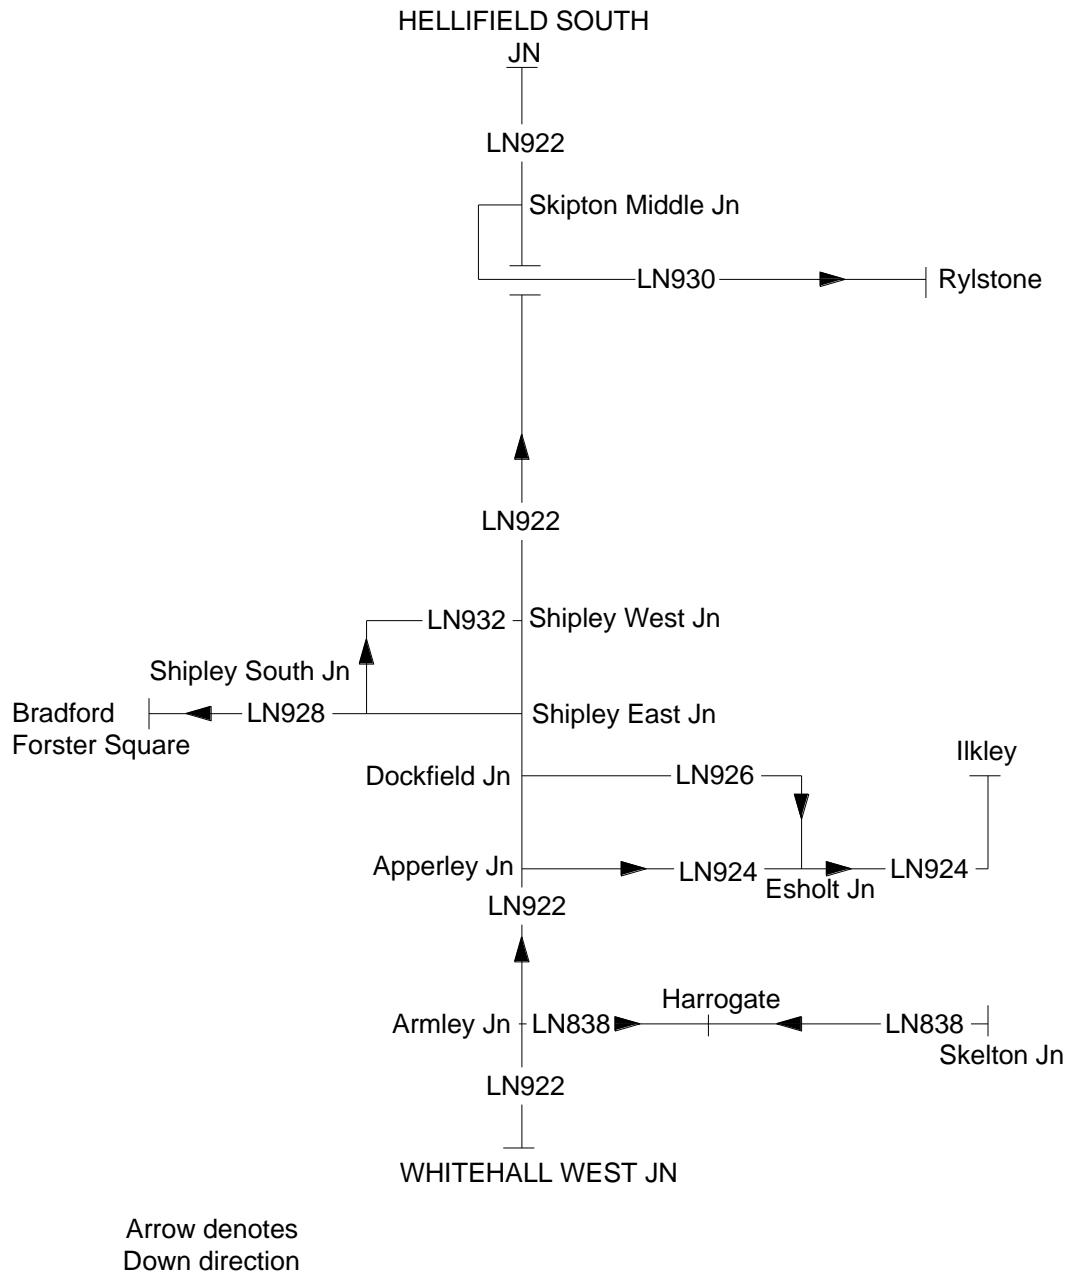 HELLIFIELD SOUTH
JN
LN922
Skipton Middle Jn
LN930
Rylstone
LN922
LN932
Shipley West Jn
Shipley South Jn
Bradford
Forster Square
LN928
Shipley East Jn
Ilkley
Dockfield Jn
LN926
Apperley Jn
LN924
Esholt Jn
LN924
LN922
Harrogate
Armley Jn
LN838
LN838
Skelton Jn
LN922
WHITEHALL WEST JN
Arrow denotes
Down direction